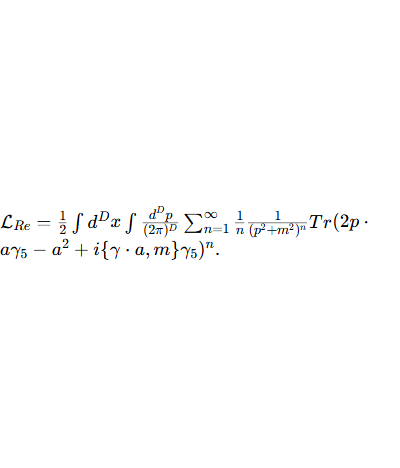 $\mathcal{L}_{Re} = \frac{1}{2} \int d^D x \int \frac{d^D p}{(2\pi)^D} \sum_{n=1}^{\infty} \frac{1}{n} \frac{1}{(p^2+m^2)^n} Tr(2p \cdot$
$a\gamma_5 - a^2 + i\{\gamma \cdot a, m\}\gamma_5)^n.$